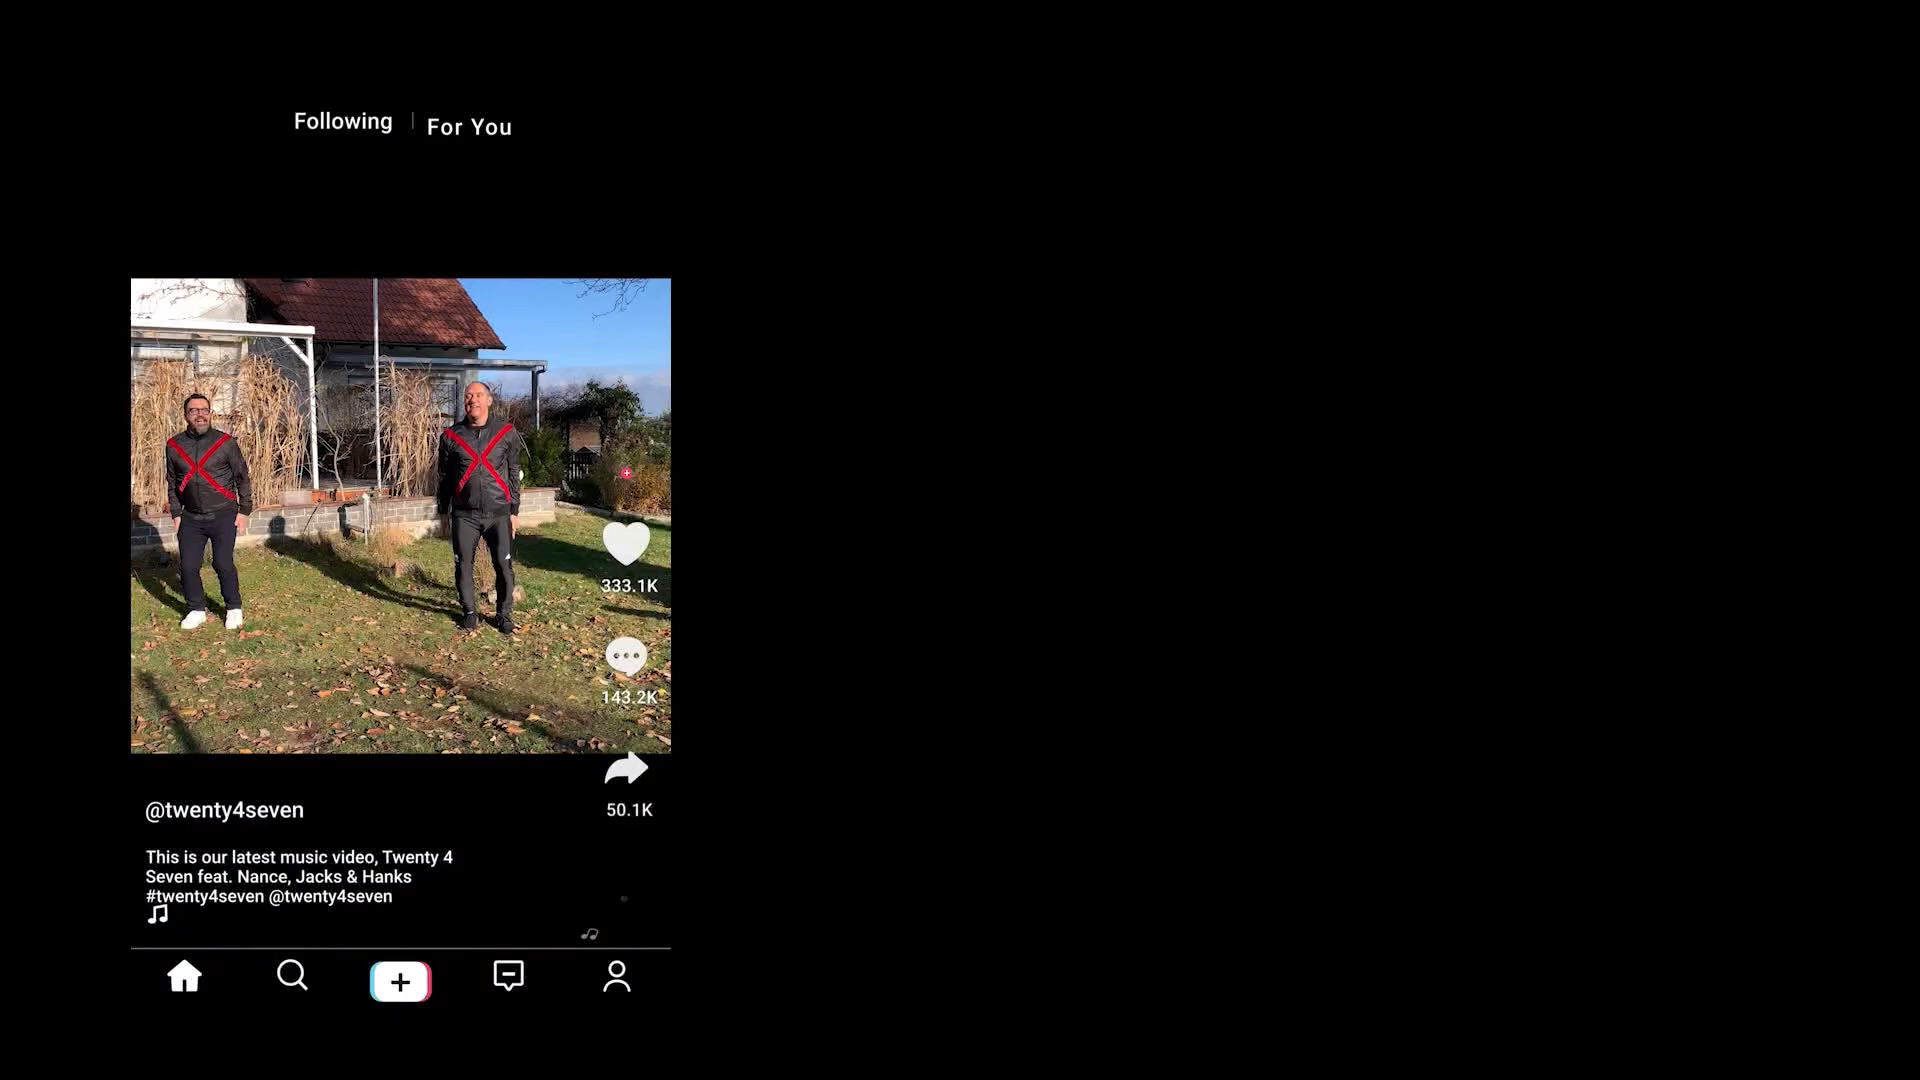 Following | For You
333.1K
143.2K
50.1K
@twenty4seven
This is our latest music video, Twenty 4
Seven feat. Nance, Jacks & Hanks
#twenty4seven @twenty4seven